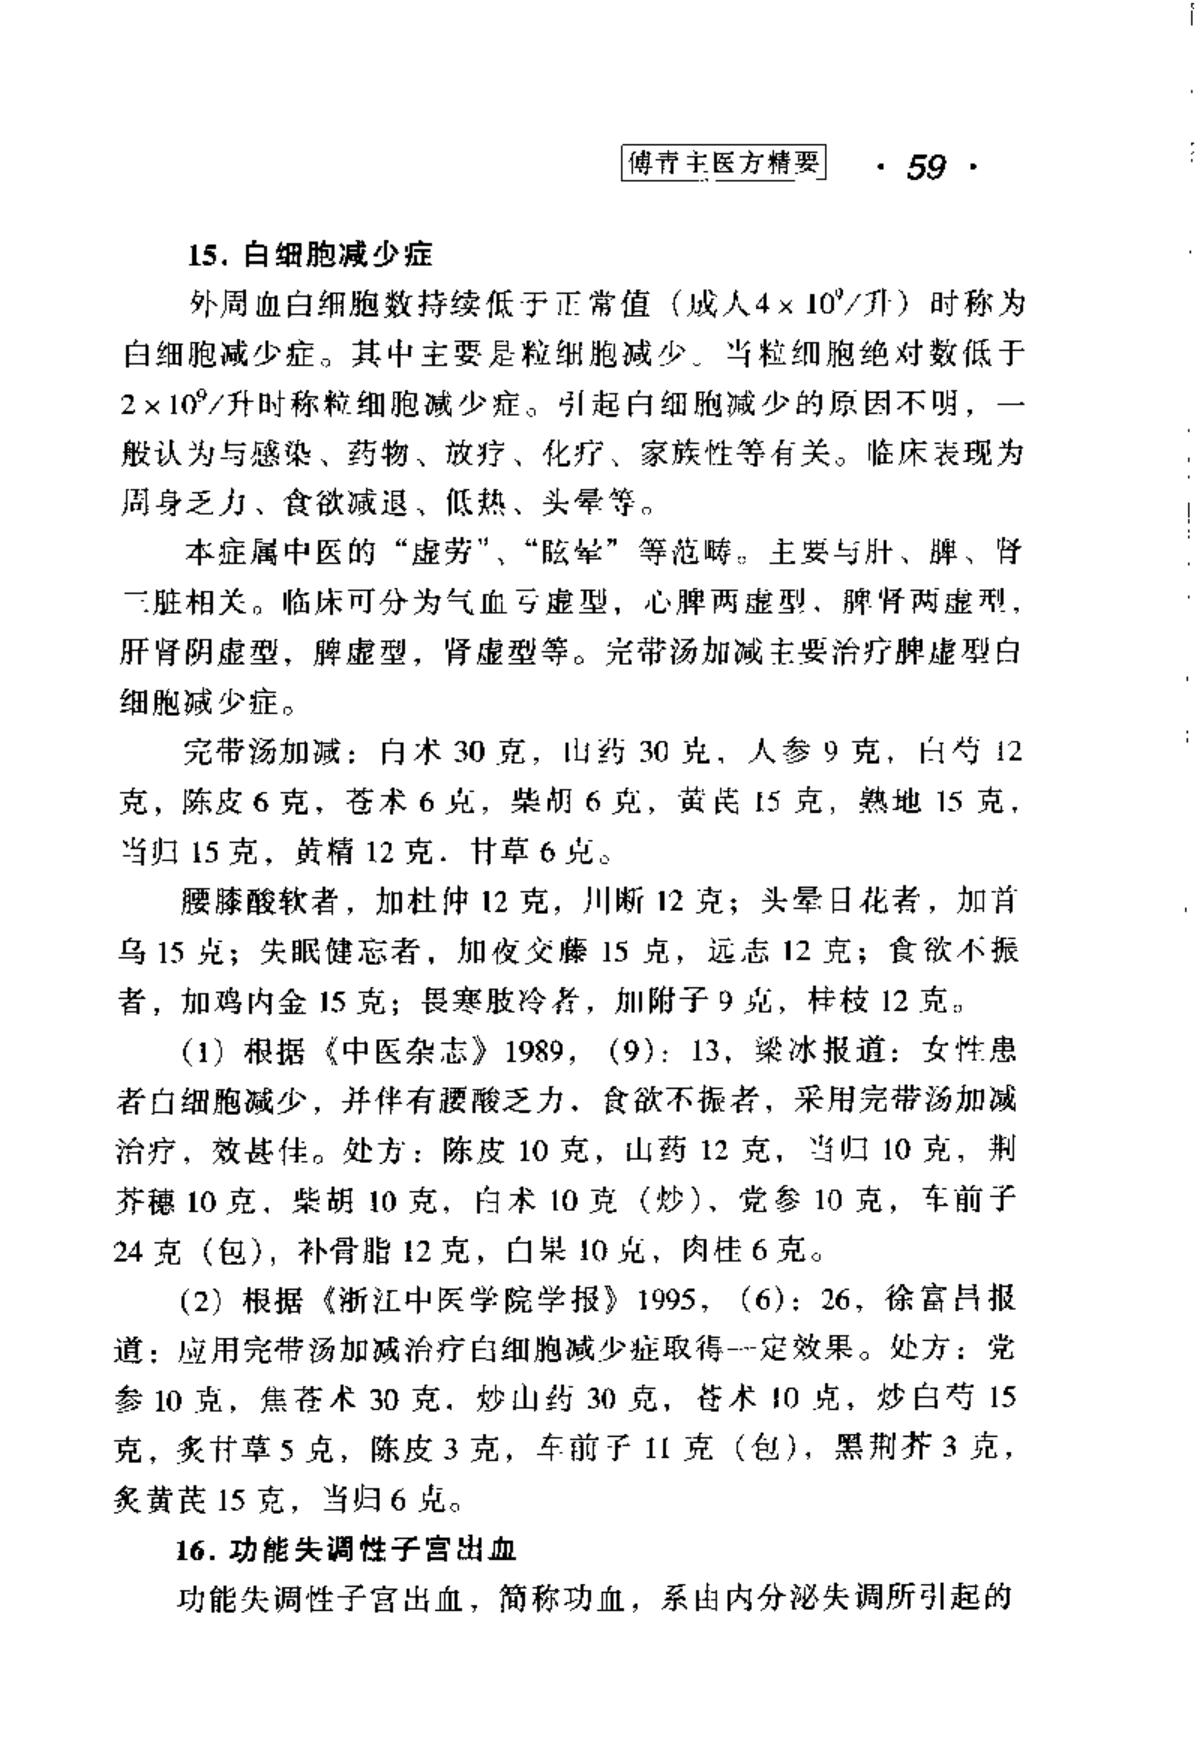 傅青主医方精要 · 59 ·
15. 白细胞减少症
外周血白细胞数持续低于正常值（成人4×10⁹/升）时称为
白细胞减少症。其中主要是粒细胞减少。当粒细胞绝对数低于
2×10⁹/升时称粒细胞减少症。引起白细胞减少的原因不明，一
般认为与感染、药物、放疗、化疗、家族性等有关。临床表现为
周身乏力、食欲减退、低热、头晕等。
本症属中医的“虚劳”、“眩晕”等范畴。主要与肝、脾、肾
三脏相关。临床可分为气血亏虚型，心脾两虚型、脾肾两虚型，
肝肾阴虚型，脾虚型，肾虚型等。完带汤加减主要治疗脾虚型白
细胞减少症。
完带汤加减：白术 30 克，山药 30 克，人参 9 克，白芍 12
克，陈皮 6 克，苍术 6 克，柴胡 6 克，黄芪 15 克，熟地 15 克，
当归 15 克，黄精 12 克．甘草 6 克。
腰膝酸软者，加杜仲 12 克，川断 12 克；头晕目花者，加首
乌 15 克；失眠健忘者，加夜交藤 15 克，远志 12 克；食欲不振
者，加鸡内金 15 克；畏寒肢冷者，加附子 9 克，桂枝 12 克。
（1）根据《中医杂志》1989，（9）：13，梁冰报道：女性患
者白细胞减少，并伴有腰酸乏力．食欲不振者，采用完带汤加减
治疗，效甚佳。处方：陈皮 10 克，山药 12 克，当归 10 克，荆
芥穗 10 克，柴胡 10 克，白术 10 克（炒）、党参 10 克，车前子
24 克（包），补骨脂 12 克，白果 10 克，肉桂 6 克。
（2）根据《浙江中医学院学报》1995，（6）：26，徐富昌报
道：应用完带汤加减治疗白细胞减少症取得一定效果。处方：党
参 10 克，焦苍术 30 克．炒山药 30 克，苍术 10 克，炒白芍 15
克，炙甘草 5 克，陈皮 3 克，车前子 11 克（包），黑荆芥 3 克，
炙黄芪 15 克，当归 6 克。
16. 功能失调性子宫出血
功能失调性子宫出血，简称功血，系由内分泌失调所引起的